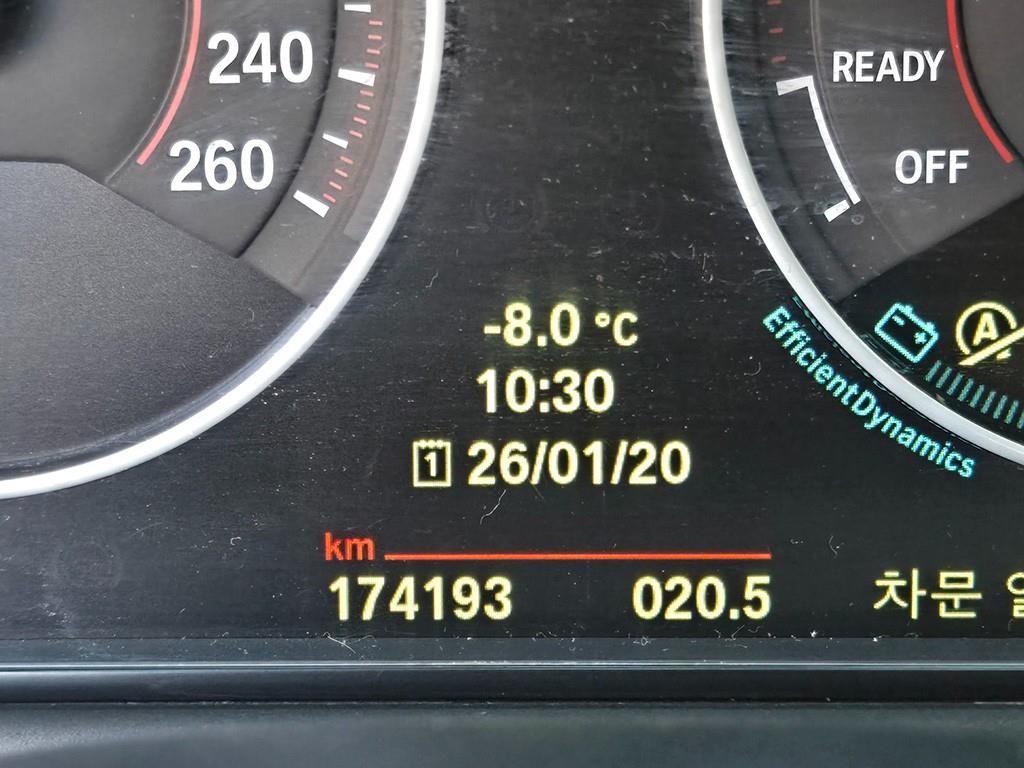 240
260
READY
OFF
-8.0 °C
10:30
1 26/01/20
EfficientDynamics
A
km
174193 020.5
차문